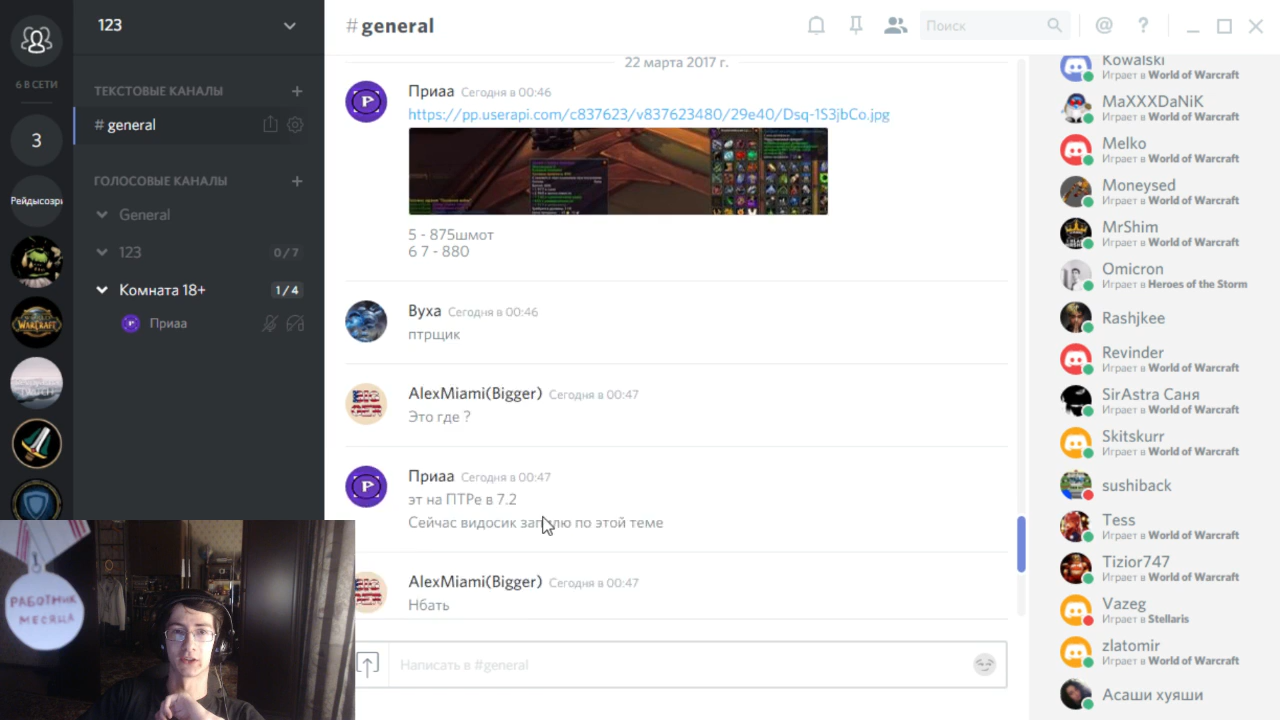 123
#general
Поиск
6 В СЕТИ
3
Рейдысозры
ТЕКСТОВЫЕ КАНАЛЫ
# general
ГОЛОСОВЫЕ КАНАЛЫ
General
123
0/7
Комната 18+
1/4
Приаа
22 марта 2017 г.
Приаа Сегодня в 00:46
https://pp.userapi.com/c837623/v837623480/29e40/Dsq-1S3jbCo.jpg
5 - 875шмот
6 7 - 880
Вуха Сегодня в 00:46
птрщик
AlexMiami(Bigger) Сегодня в 00:47
Это где ?
Приаа Сегодня в 00:47
эт на ПТРе в 7.2
Сейчас видосик запилю по этой теме
AlexMiami(Bigger) Сегодня в 00:47
Нбать
Написать в #general
Kowalski
Играет в World of Warcraft
MaXXXDaNiK
Играет в World of Warcraft
Melko
Играет в World of Warcraft
Moneysed
Играет в World of Warcraft
MrShim
Играет в World of Warcraft
Omicron
Играет в Heroes of the Storm
Rashjkee
Revinder
Играет в World of Warcraft
SirAstra Саня
Играет в World of Warcraft
Skitskurr
Играет в World of Warcraft
sushiback
Tess
Играет в World of Warcraft
Tizior747
Играет в World of Warcraft
Vazeg
Играет в Stellaris
zlatomir
Играет в World of Warcraft
Асаши хуяши
РАБОТНИК
МЕСЯЦА